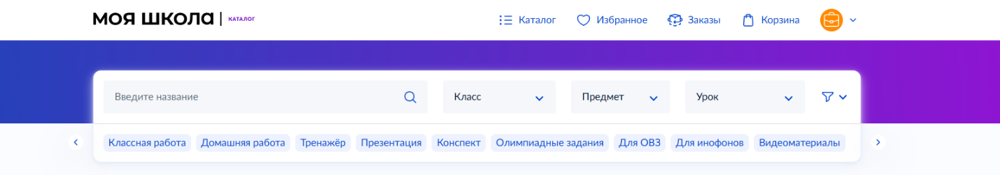 МОЯ ШКОЛА | КАТАЛОГ Каталог Избранное Заказы Корзина
Введите название Класс Предмет Урок
Классная работа Домашняя работа Тренажёр Презентация Конспект Олимпиадные задания Для ОВЗ Для инофонов Видеоматериалы